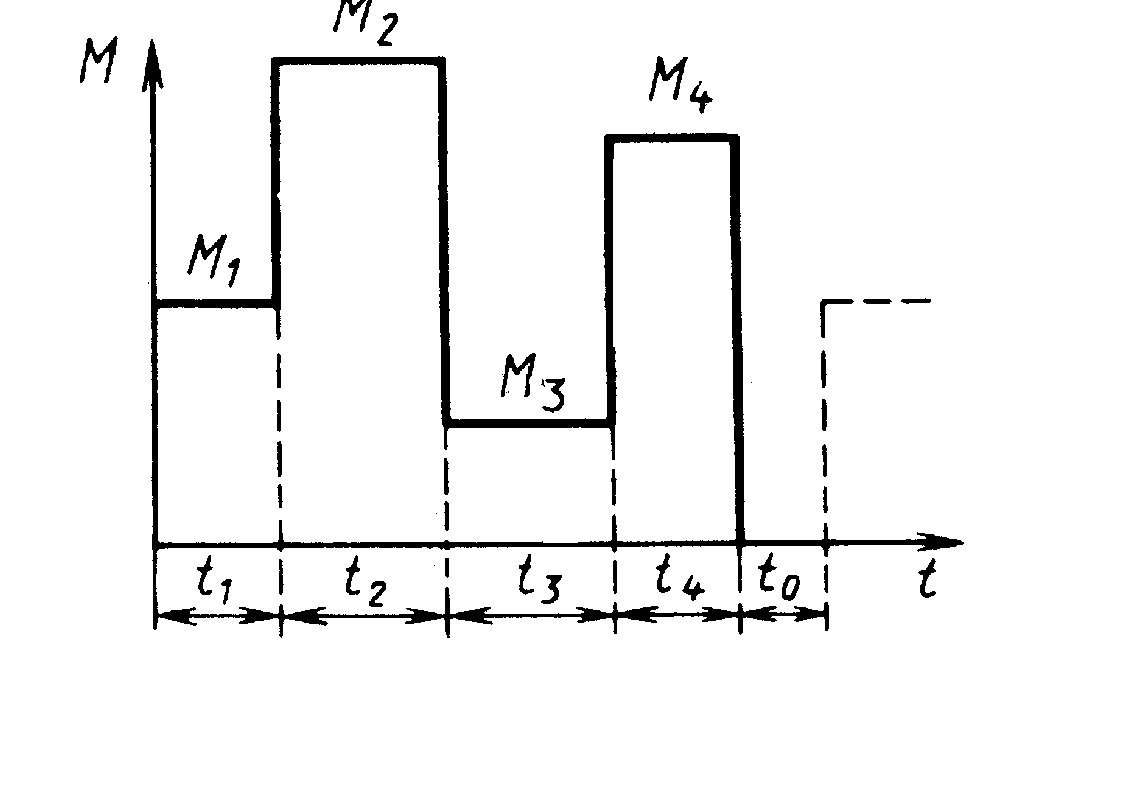 M₂
M
M₄
M₁
M₃
t₁ t₂ t₃ t₄ t₀ t